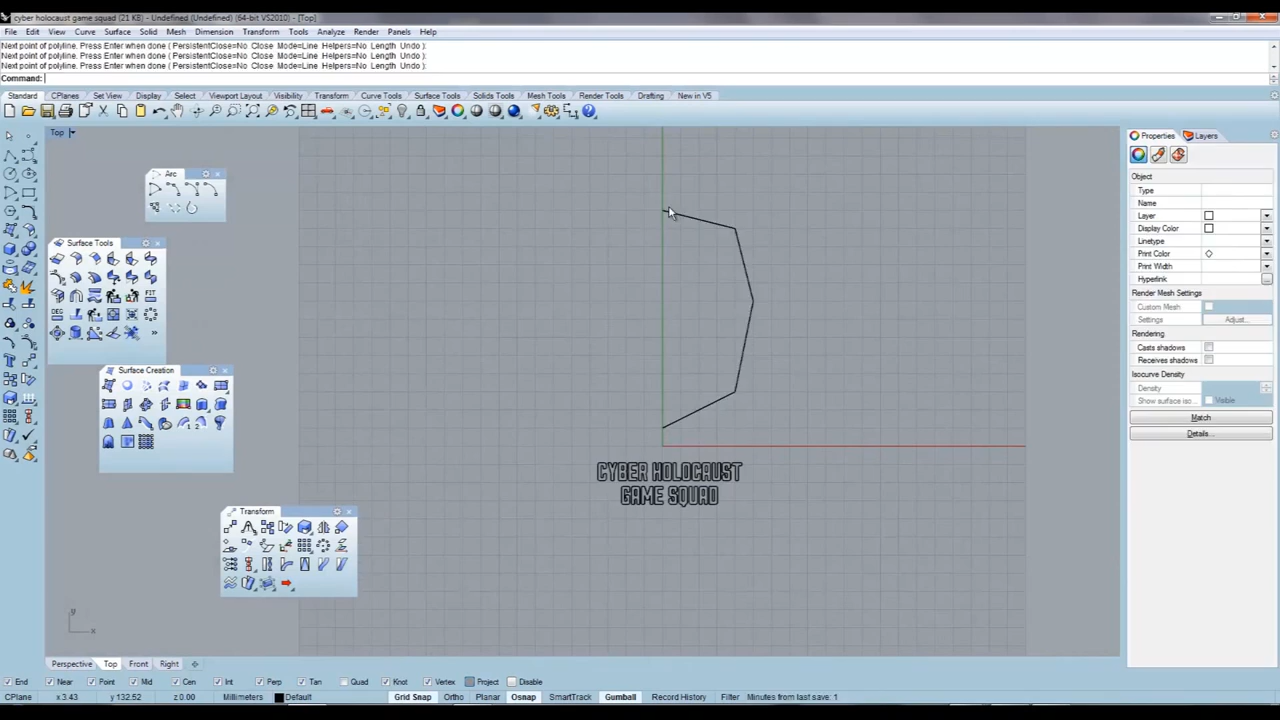 cyber holocaust game squad (21 KB) - Undefined (Undefined) (64-bit VS2010) - [Top]
File Edit View Curve Surface Solid Mesh Dimension Transform Tools Analyze Render Panels Help
Next point of polyline. Press Enter when done ( PersistentClose=No Close Mode=Line Helpers=No Length Undo ):
Next point of polyline. Press Enter when done ( PersistentClose=No Close Mode=Line Helpers=No Length Undo ):
Next point of polyline. Press Enter when done ( PersistentClose=No Close Mode=Line Helpers=No Length Undo ):
Command:
Standard CPlanes Set View Display Select Viewport Layout Visibility Transform Curve Tools Surface Tools Solids Tools Mesh Tools Render Tools Drafting New in V5
Top
Properties Layers
Arc
Object
Type
Name
Layer
Display Color
Linetype
Print Color
Print Width
Hyperlink
Render Mesh Settings
Custom Mesh
Settings Adjust...
Rendering
Casts shadows
Receives shadows
Isocurve Density
Density
Show surface iso... Visible
Match
Details...
Surface Tools
FIT
DEG
Surface Creation
Transform
CYBER HOLOCAUST
GAME SQUAD
y
x
Perspective Top Front Right
End Near Point Mid Cen Int Perp Tan Quad Knot Vertex Project Disable
CPlane x 3.43 y 132.52 z 0.00 Millimeters Default Grid Snap Ortho Planar Osnap SmartTrack Gumball Record History Filter Minutes from last save: 1